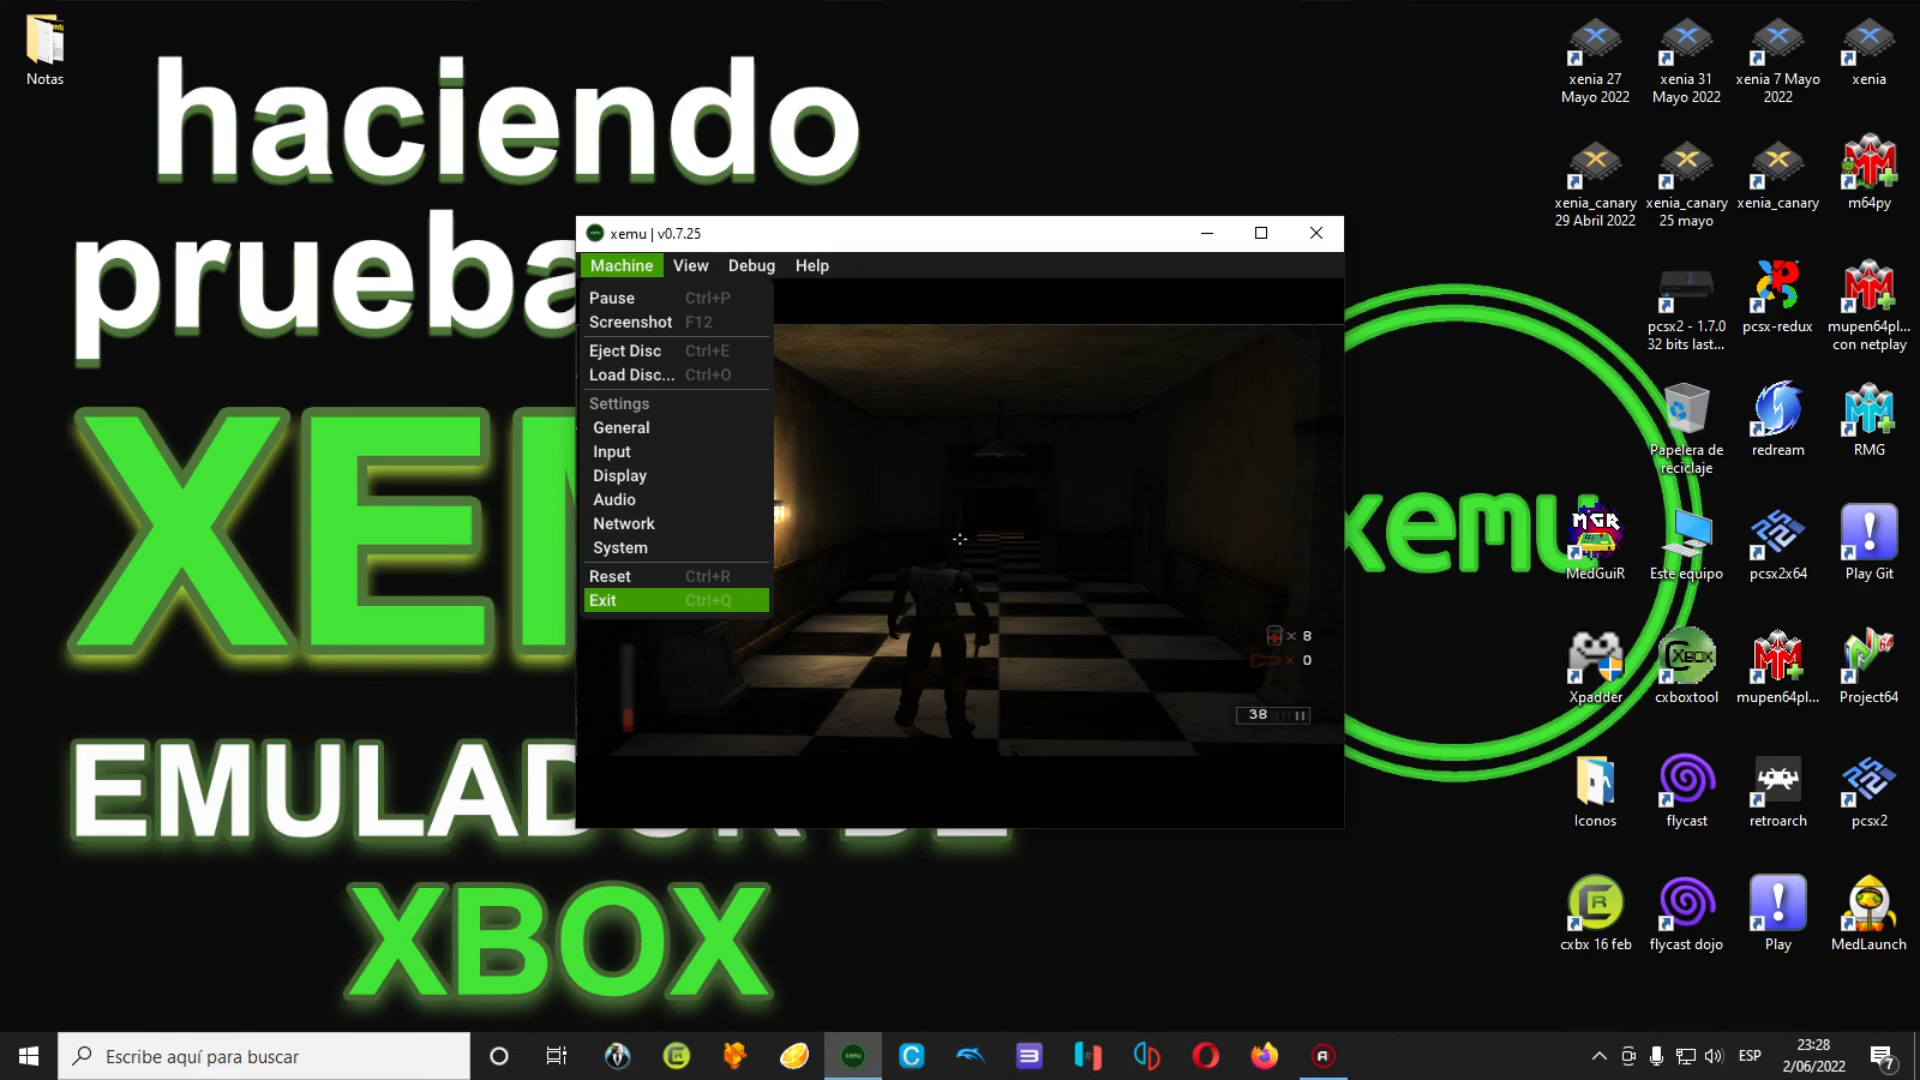 Notas
haciendo
prueba
XE
EMULADOR DE
XBOX
xemu | v0.7.25
Machine View Debug Help
Pause Ctrl+P
Screenshot F12
Eject Disc Ctrl+E
Load Disc... Ctrl+O
Settings
General
Input
Display
Audio
Network
System
Reset Ctrl+R
Exit Ctrl+Q
× 8
× 0
38
xemu
xenia 27 Mayo 2022
xenia 31 Mayo 2022
xenia 7 Mayo 2022
xenia
xenia_canary 29 Abril 2022
xenia_canary 25 mayo
xenia_canary
m64py
pcsx2 - 1.7.0 32 bits last...
pcsx-redux
mupen64pl... con netplay
Papelera de reciclaje
redream
RMG
MGR
MedGuiR
Este equipo
pcsx2x64
Play Git
Xpadder
CXBOX
cxboxtool
mupen64pl...
Project64
Iconos
flycast
retroarch
pcsx2
cxbx 16 feb
flycast dojo
Play
MedLaunch
Escribe aquí para buscar
ESP
23:28
2/06/2022
7